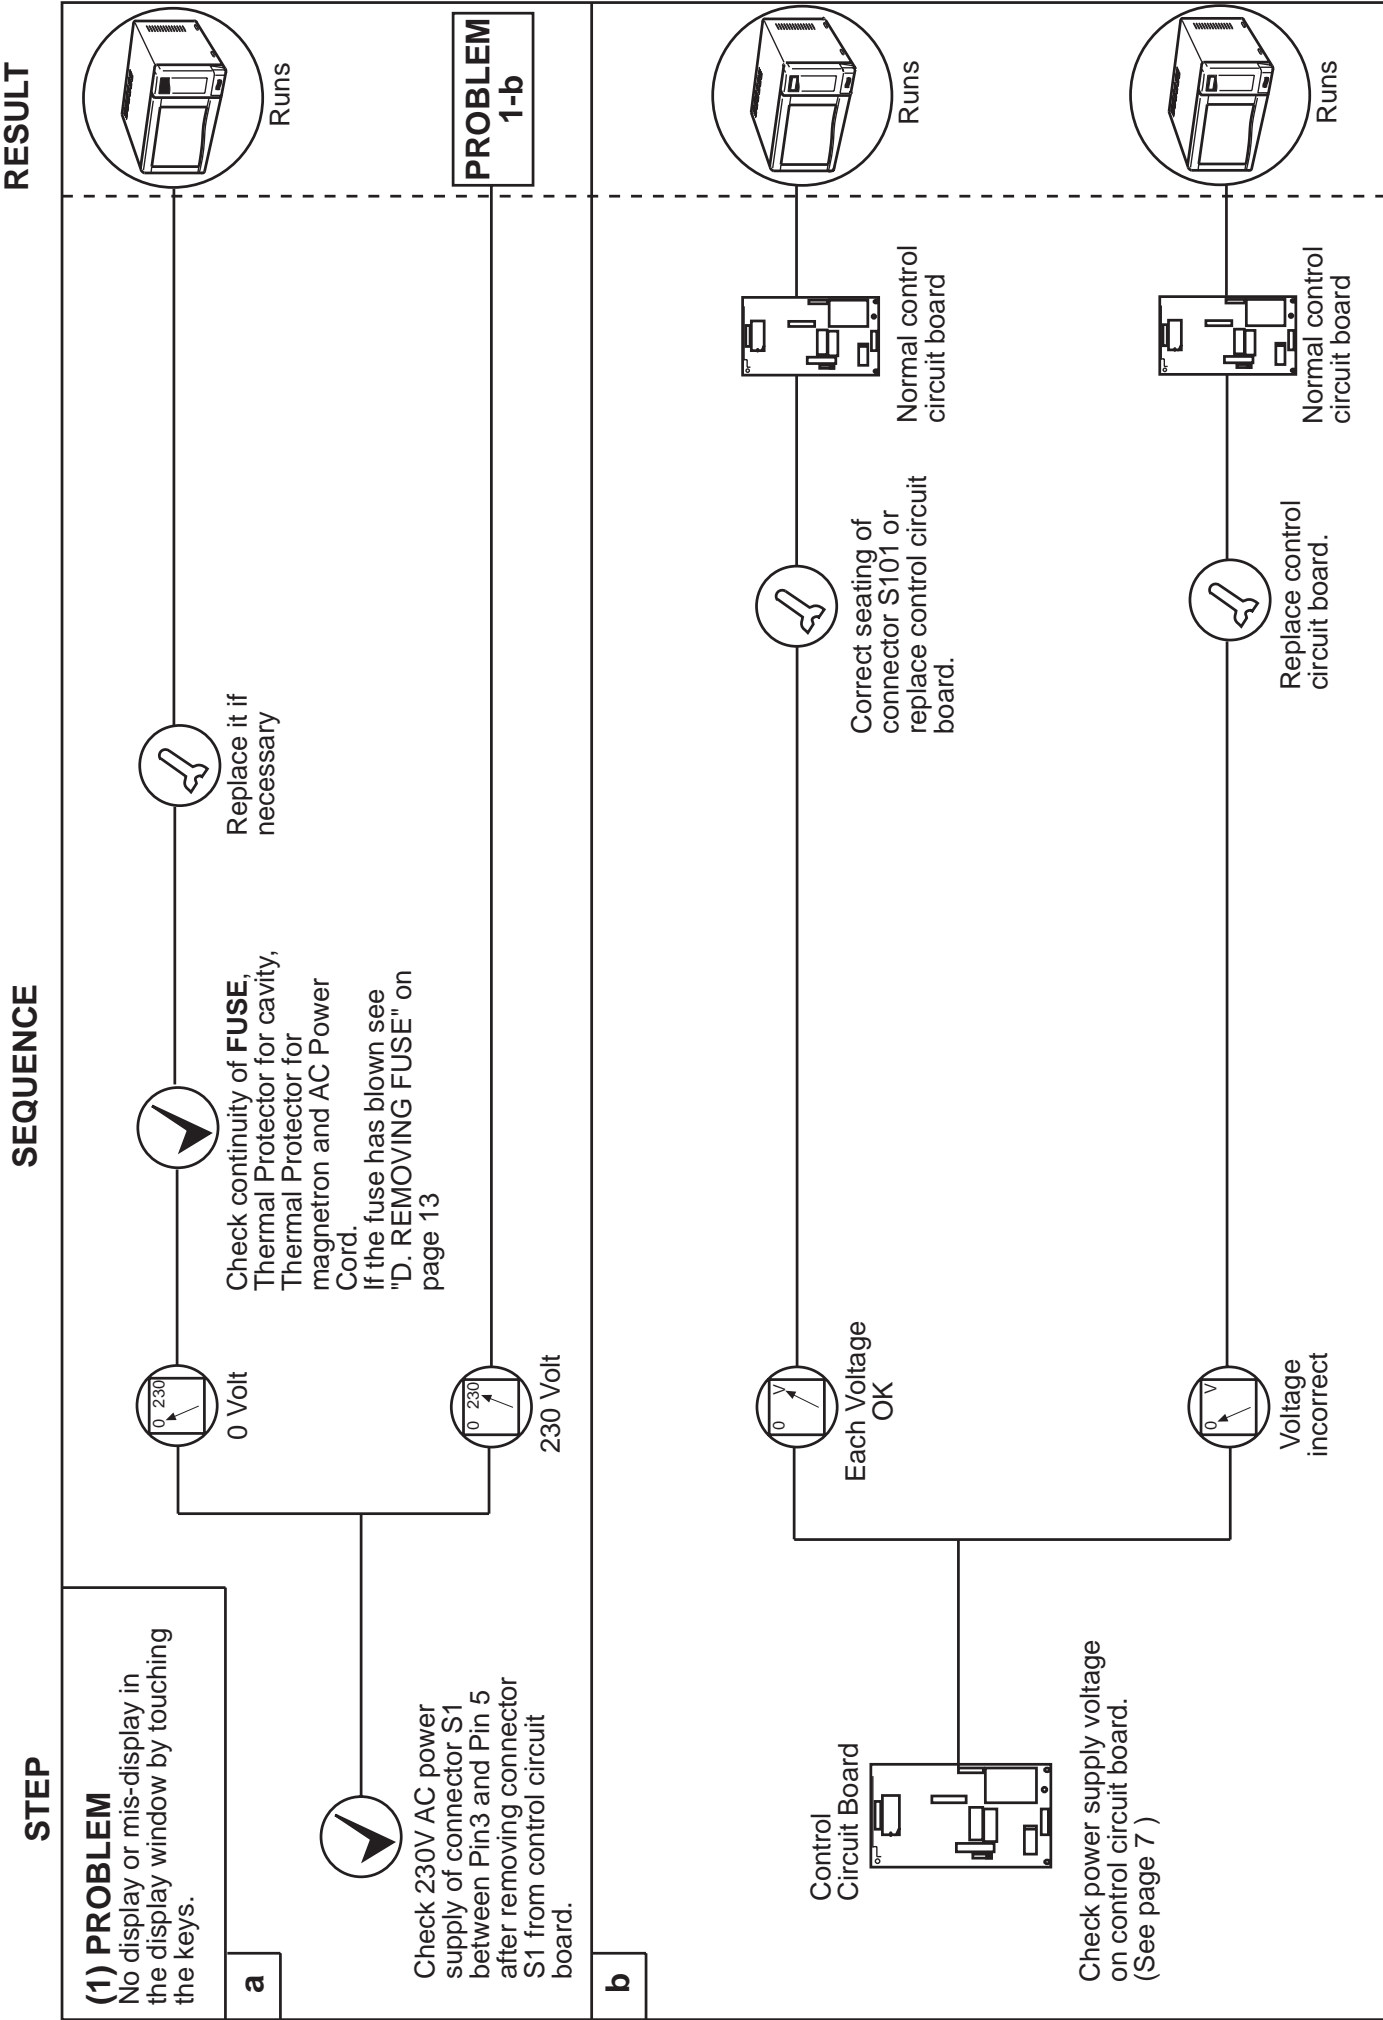 STEP
SEQUENCE
RESULT
(1) PROBLEM
No display or mis-display in
the display window by touching
the keys.
a
Check 230V AC power
supply of connector S1
between Pin3 and Pin 5
after removing connector
S1 from control circuit
board.
0 230
0 Volt
Check continuity of FUSE,
Thermal Protector for cavity,
Thermal Protector for
magnetron and AC Power
Cord.
If the fuse has blown see
"D. REMOVING FUSE" on
page 13
Replace it if
necessary
Runs
0 230
230 Volt
PROBLEM
1-b
b
Control
Circuit Board
Check power supply voltage
on control circuit board.
(See page 7 )
0 V
Each Voltage
OK
Correct seating of
connector S101 or
replace control circuit
board.
Normal control
circuit board
Runs
0 V
Voltage
incorrect
Replace control
circuit board.
Normal control
circuit board
Runs